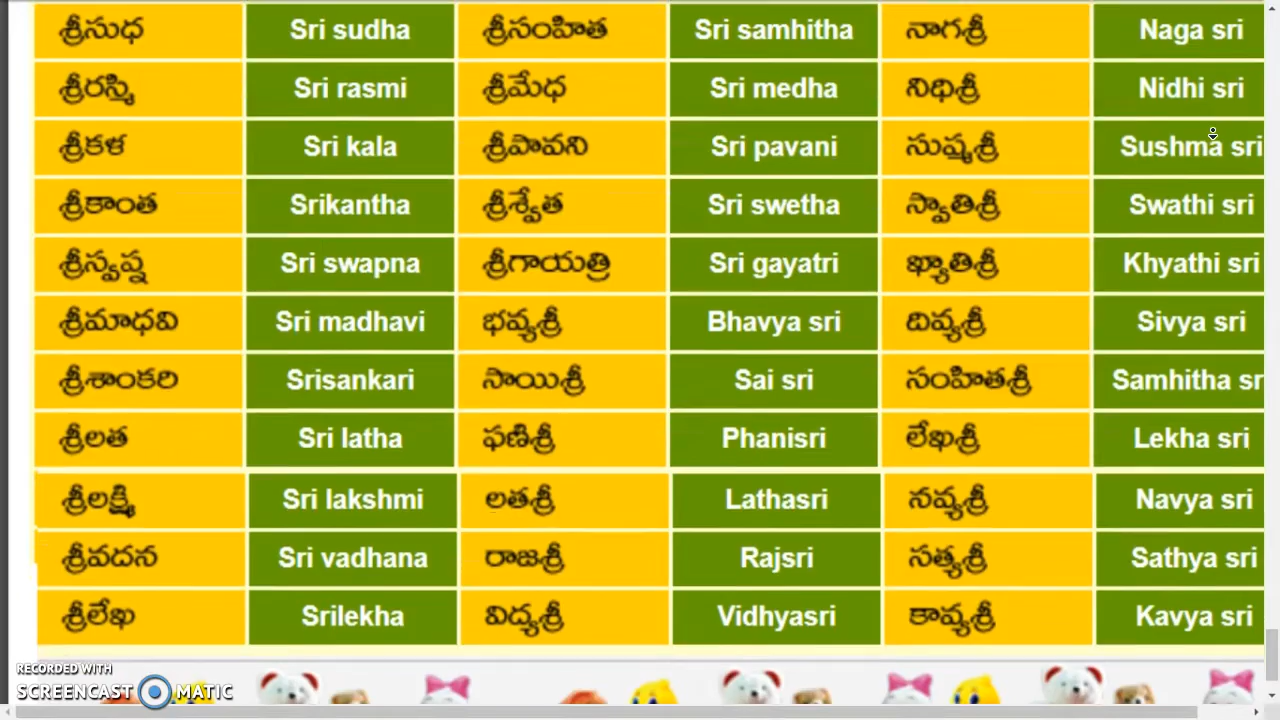 శ్రీసుధ Sri sudha శ్రీసంహిత Sri samhitha నాగశ్రీ Naga sri
శ్రీరస్మి Sri rasmi శ్రీమేధ Sri medha నిధిశ్రీ Nidhi sri
శ్రీకళ Sri kala శ్రీపావని Sri pavani సుష్మశ్రీ Sushma sri
శ్రీకాంత Srikantha శ్రీశ్వేత Sri swetha స్వాతిశ్రీ Swathi sri
శ్రీస్వప్న Sri swapna శ్రీగాయత్రి Sri gayatri ఖ్యాతిశ్రీ Khyathi sri
శ్రీమాధవి Sri madhavi భవ్యశ్రీ Bhavya sri దివ్యశ్రీ Sivya sri
శ్రీశాంకరి Srisankari సాయిశ్రీ Sai sri సంహితశ్రీ Samhitha sr
శ్రీలత Sri latha ఫణిశ్రీ Phanisri లేఖశ్రీ Lekha sri
శ్రీలక్ష్మి Sri lakshmi లతశ్రీ Lathasri నవ్యశ్రీ Navya sri
శ్రీవదన Sri vadhana రాజశ్రీ Rajsri సత్యశ్రీ Sathya sri
శ్రీలేఖ Srilekha విద్యశ్రీ Vidhyasri కావ్యశ్రీ Kavya sri
RECORDED WITH
SCREENCAST MATIC